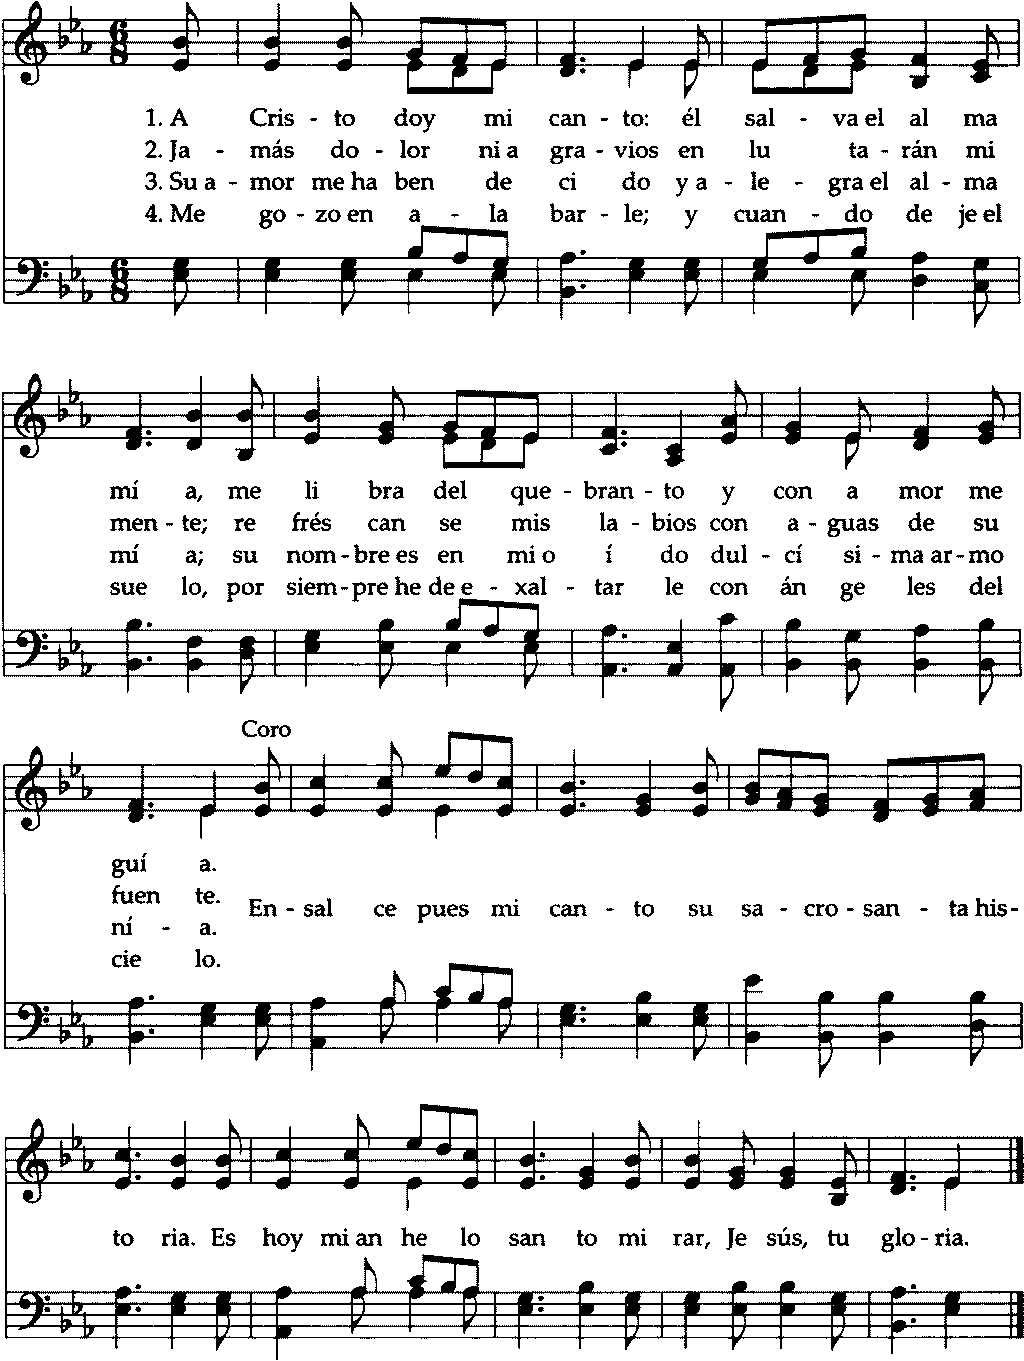 1. A Cris - to doy mi can - to: él sal - va el al ma
2. Ja - más do - lor ni a gra - vios en lu ta - rán mi
3. Su a - mor me ha ben de ci do y a - le - gra el al - ma
4. Me go - zo en a - la bar - le; y cuan - do de je el
mí a, me li bra del que - bran - to y con a mor me
men - te; re frés can se mis la - bios con a - guas de su
mí a; su nom - bre es en mi o í do dul - cí si - ma ar - mo
sue lo, por siem - pre he de e - xal - tar le con án ge les del
Coro
guí a.
fuen te.
En - sal ce pues mi can - to su sa - cro - san - ta his -
ní - a.
cie lo.
to ria. Es hoy mi an he lo san to mi rar, Je sús, tu glo - ria.